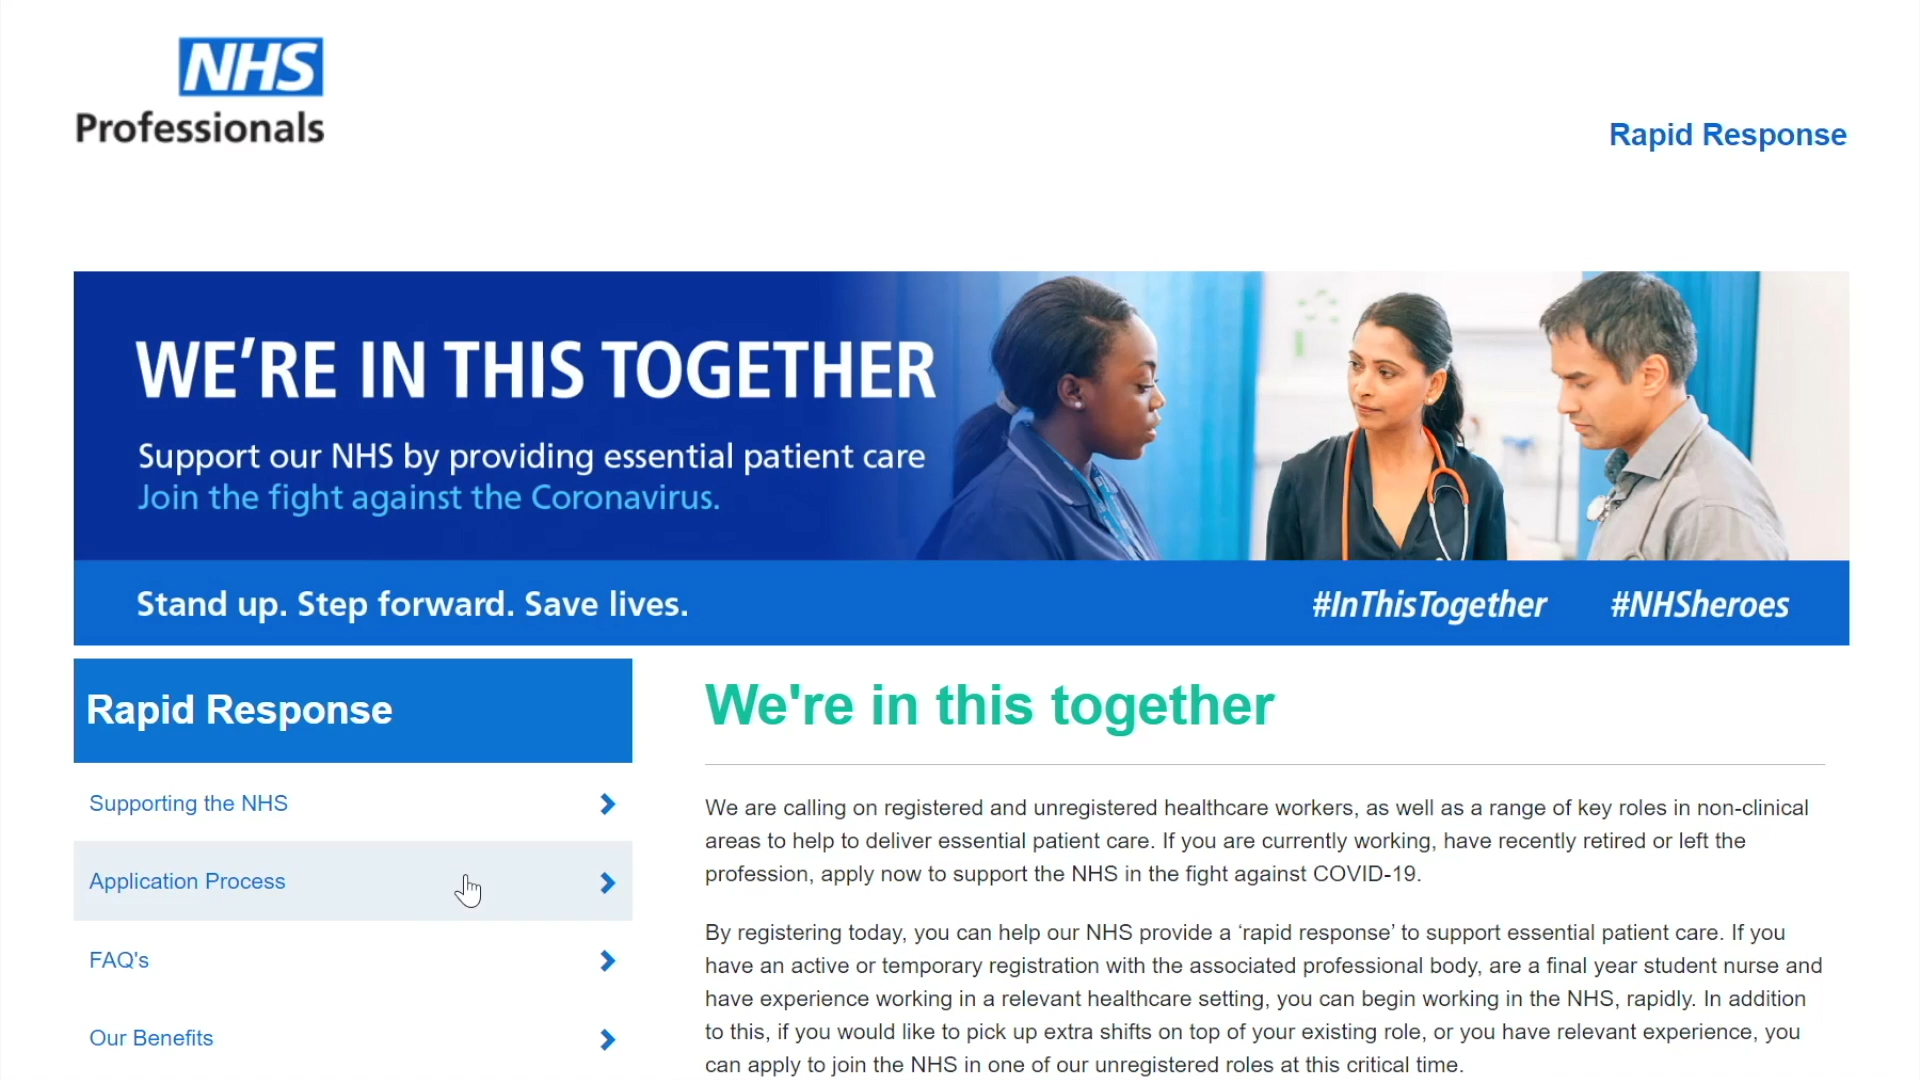 NHS
Professionals
Rapid Response
WE'RE IN THIS TOGETHER
Support our NHS by providing essential patient care
Join the fight against the Coronavirus.
Stand up. Step forward. Save lives.
#InThisTogether #NHSheroes
Rapid Response
Supporting the NHS
Application Process
FAQ's
Our Benefits
We're in this together
We are calling on registered and unregistered healthcare workers, as well as a range of key roles in non-clinical
areas to help to deliver essential patient care. If you are currently working, have recently retired or left the
profession, apply now to support the NHS in the fight against COVID-19.
By registering today, you can help our NHS provide a ‘rapid response’ to support essential patient care. If you
have an active or temporary registration with the associated professional body, are a final year student nurse and
have experience working in a relevant healthcare setting, you can begin working in the NHS, rapidly. In addition
to this, if you would like to pick up extra shifts on top of your existing role, or you have relevant experience, you
can apply to join the NHS in one of our unregistered roles at this critical time.